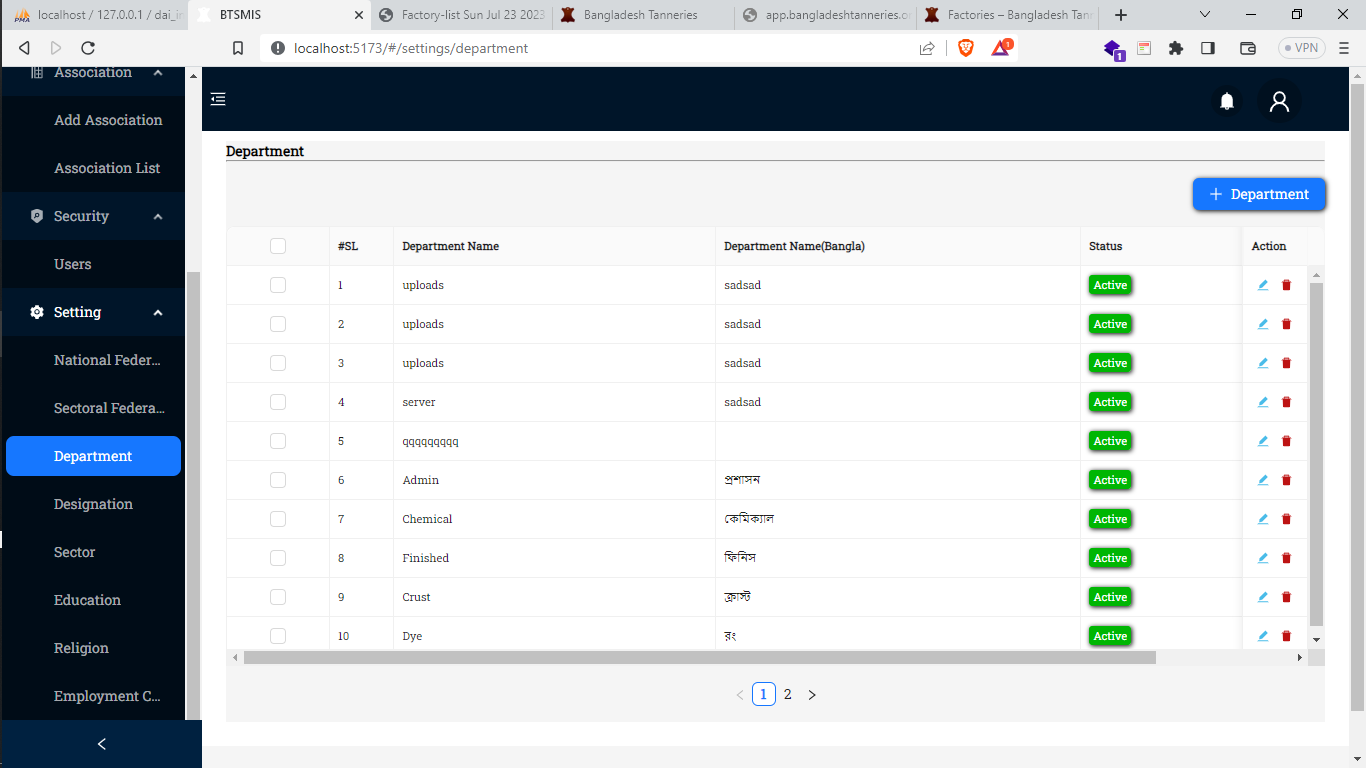 localhost / 127.0.0.1 / dai_
BTSMIS
Factory-list Sun Jul 23 2023
Bangladesh Tanneries
app.bangladeshtanneries.o
Factories – Bangladesh Tan
localhost:5173/#/settings/department
1
1
VPN
Association
Add Association
Association List
Security
Users
Setting
National Feder...
Sectoral Federa...
Department
Designation
Sector
Education
Religion
Employment C...
Department
+ Department
#SL Department Name Department Name(Bangla) Status Action
1 uploads sadsad Active
2 uploads sadsad Active
3 uploads sadsad Active
4 server sadsad Active
5 qqqqqqqqq Active
6 Admin প্রশাসন Active
7 Chemical কেমিক্যাল Active
8 Finished ফিনিস Active
9 Crust ক্রাস্ট Active
10 Dye রং Active
< 1 2 >